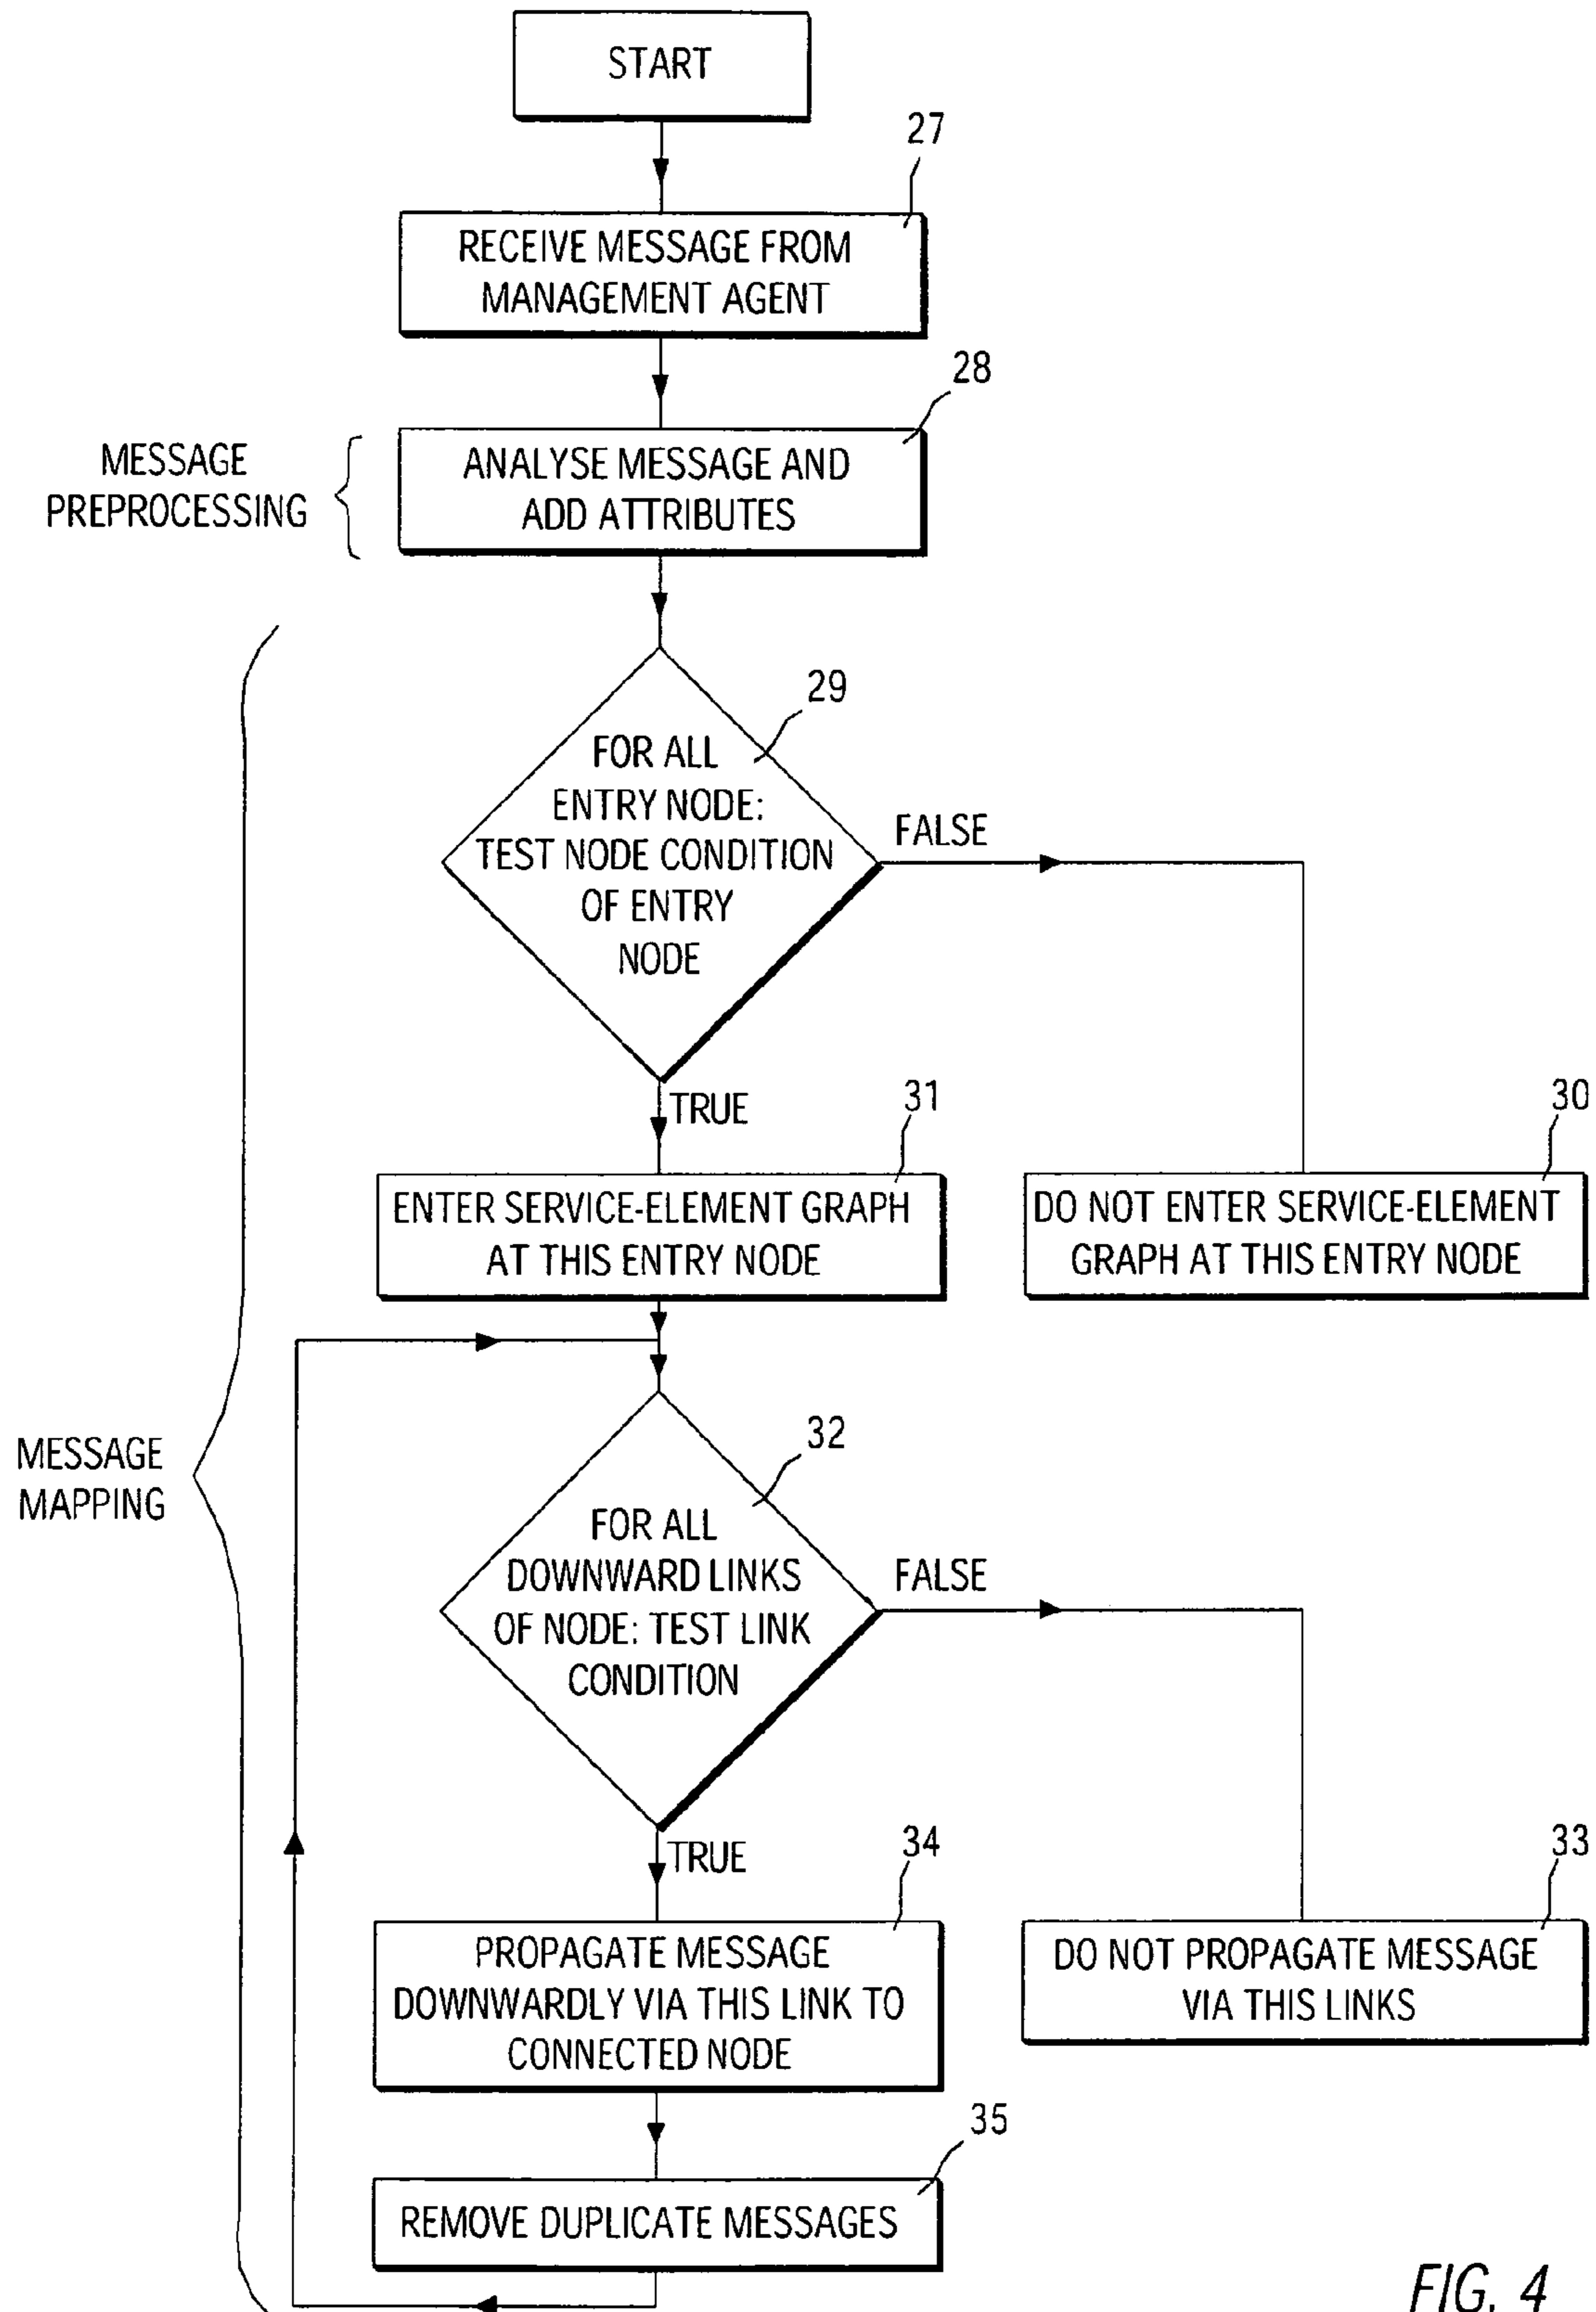 START
27
RECEIVE MESSAGE FROM
MANAGEMENT AGENT
28
MESSAGE
PREPROCESSING
ANALYSE MESSAGE AND
ADD ATTRIBUTES
29
FOR ALL
ENTRY NODE:
TEST NODE CONDITION
OF ENTRY
NODE
FALSE
TRUE
31
30
ENTER SERVICE-ELEMENT GRAPH
AT THIS ENTRY NODE
DO NOT ENTER SERVICE-ELEMENT
GRAPH AT THIS ENTRY NODE
MESSAGE
MAPPING
32
FOR ALL
DOWNWARD LINKS
OF NODE: TEST LINK
CONDITION
FALSE
TRUE
34
33
PROPAGATE MESSAGE
DOWNWARDLY VIA THIS LINK TO
CONNECTED NODE
DO NOT PROPAGATE MESSAGE
VIA THIS LINKS
35
REMOVE DUPLICATE MESSAGES
FIG. 4